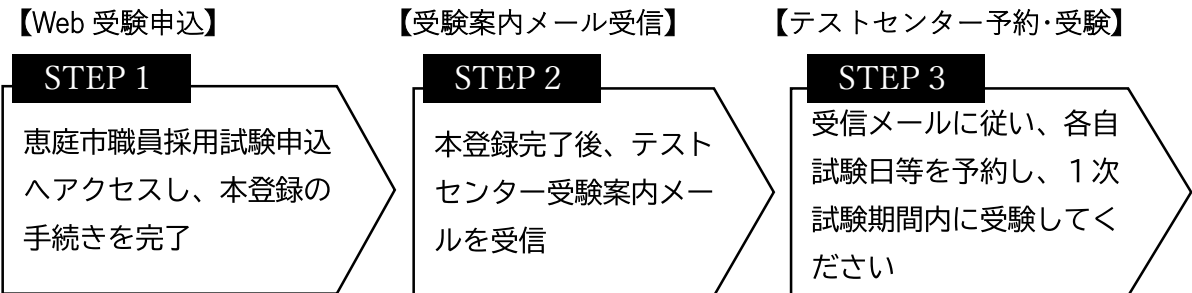 【Web 受験申込】
STEP 1
恵庭市職員採用試験申込
へアクセスし、本登録の
手続きを完了
【受験案内メール受信】
STEP 2
本登録完了後、テスト
センター受験案内メー
ルを受信
【テストセンター予約･受験】
STEP 3
受信メールに従い、各自
試験日等を予約し、１次
試験期間内に受験してく
ださい